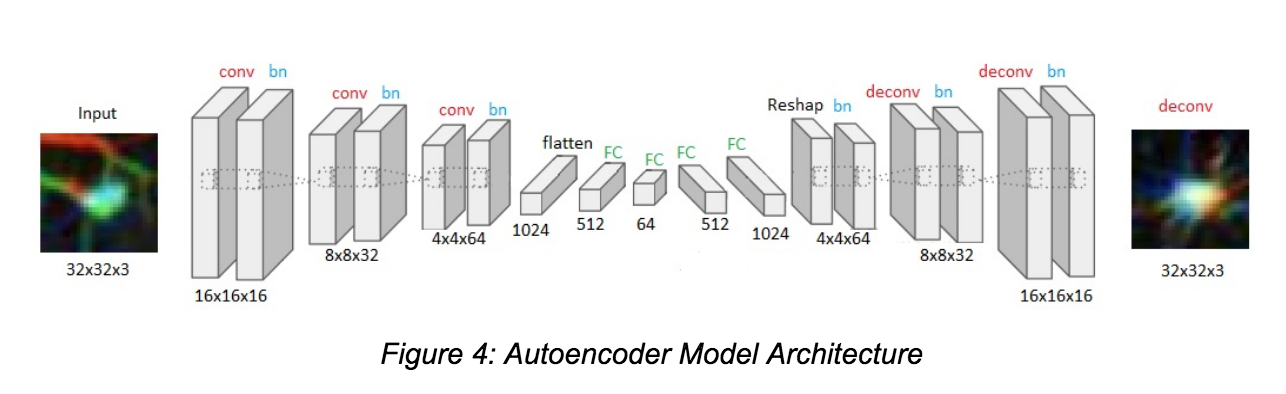 Input
32x32x3
conv bn
16x16x16
conv bn
8x8x32
conv bn
4x4x64
flatten
1024
FC
512
FC
64
FC
512
FC
1024
Reshap bn
4x4x64
deconv bn
8x8x32
deconv bn
16x16x16
deconv
32x32x3
Figure 4: Autoencoder Model Architecture